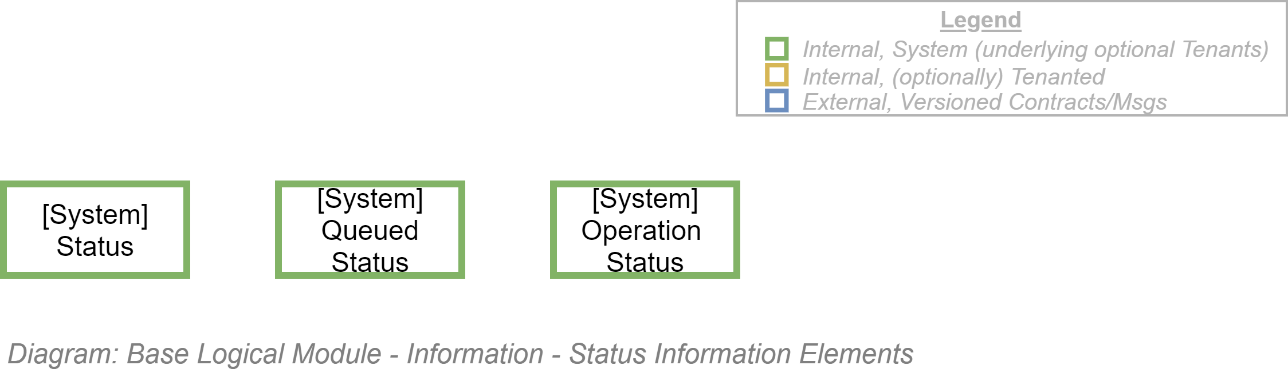 Legend
Internal, System (underlying optional Tenants)
Internal, (optionally) Tenanted
External, Versioned Contracts/Msgs
[System]
Status
[System]
Queued
Status
[System]
Operation
Status
Diagram: Base Logical Module - Information - Status Information Elements